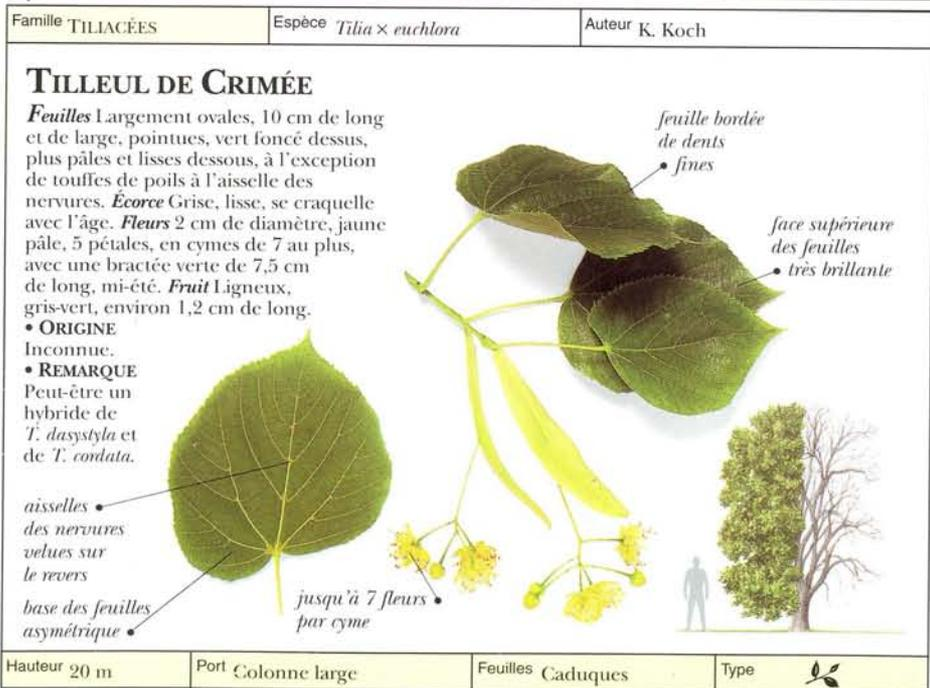 Famille TILIACÉES
Espèce Tilia × euchlora
Auteur K. Koch
TILLEUL DE CRIMÉE
Feuilles Largement ovales, 10 cm de long
et de large, pointues, vert foncé dessus,
plus pâles et lisses dessous, à l'exception
de touffes de poils à l'aisselle des
nervures. Écorce Grise, lisse, se craquelle
avec l'âge. Fleurs 2 cm de diamètre, jaune
pâle, 5 pétales, en cymes de 7 au plus,
avec une bractée verte de 7,5 cm
de long, mi-été. Fruit Ligneux,
gris-vert, environ 1,2 cm de long.
• ORIGINE
Inconnue.
• REMARQUE
Peut-être un
hybride de
T. dasystyla et
de T. cordata.
feuille bordée
de dents
• fines
face supérieure
des feuilles
• très brillante
aisselles •
des nervures
velues sur
le revers
base des feuilles
asymétrique •
jusqu'à 7 fleurs •
par cyme
Hauteur 20 m
Port Colonne large
Feuilles Caduques
Type